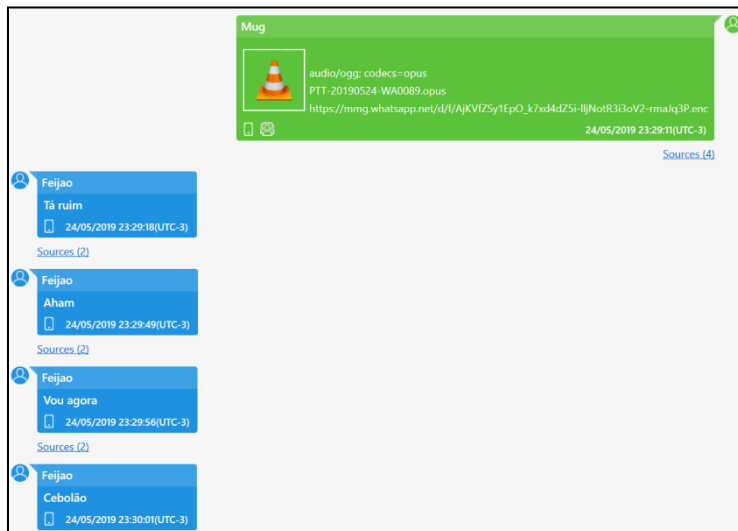 Mug
audio/ogg; codecs=opus
PTT-20190524-WA0089.opus
https://mmg.whatsapp.net/d/f/AjKVfZSy1EpO_k7xd4dZ5i-lljNotR3i3oV2-rmaJq3P.enc
24/05/2019 23:29:11(UTC-3)
Sources (4)
Feijao
Tá ruim
24/05/2019 23:29:18(UTC-3)
Sources (2)
Feijao
Aham
24/05/2019 23:29:49(UTC-3)
Sources (2)
Feijao
Vou agora
24/05/2019 23:29:56(UTC-3)
Sources (2)
Feijao
Cebolão
24/05/2019 23:30:01(UTC-3)